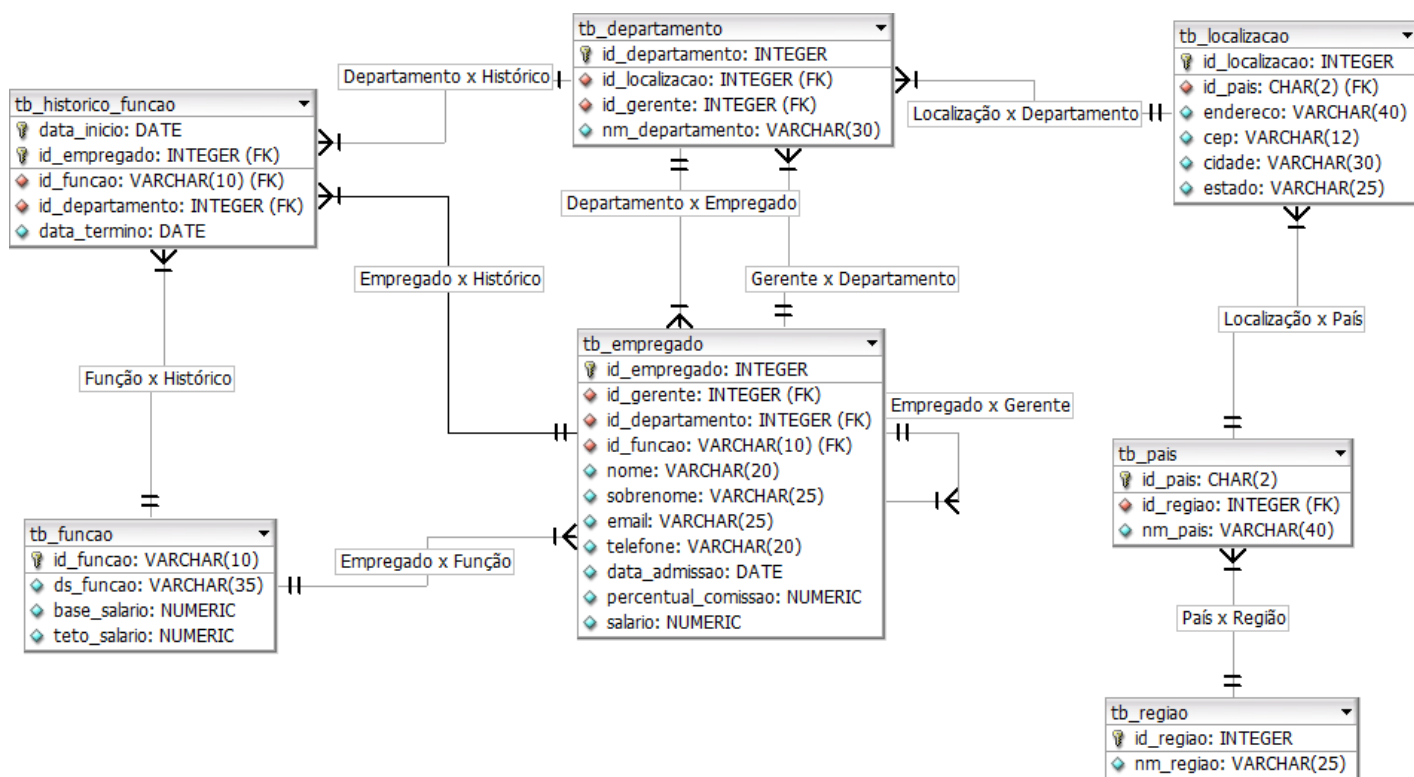 tb_departamento
id_departamento: INTEGER
id_localizacao: INTEGER (FK)
id_gerente: INTEGER (FK)
nm_departamento: VARCHAR(30)
tb_localizacao
id_localizacao: INTEGER
id_pais: CHAR(2) (FK)
endereco: VARCHAR(40)
cep: VARCHAR(12)
cidade: VARCHAR(30)
estado: VARCHAR(25)
Departamento x Histórico
Localização x Departamento
tb_historico_funcao
data_inicio: DATE
id_empregado: INTEGER (FK)
id_funcao: VARCHAR(10) (FK)
id_departamento: INTEGER (FK)
data_termino: DATE
Departamento x Empregado
Empregado x Histórico
Gerente x Departamento
Localização x País
Função x Histórico
tb_empregado
id_empregado: INTEGER
id_gerente: INTEGER (FK)
id_departamento: INTEGER (FK)
id_funcao: VARCHAR(10) (FK)
nome: VARCHAR(20)
sobrenome: VARCHAR(25)
email: VARCHAR(25)
telefone: VARCHAR(20)
data_admissao: DATE
percentual_comissao: NUMERIC
salario: NUMERIC
Empregado x Gerente
tb_pais
id_pais: CHAR(2)
id_regiao: INTEGER (FK)
nm_pais: VARCHAR(40)
tb_funcao
id_funcao: VARCHAR(10)
ds_funcao: VARCHAR(35)
base_salario: NUMERIC
teto_salario: NUMERIC
Empregado x Função
País x Região
tb_regiao
id_regiao: INTEGER
nm_regiao: VARCHAR(25)